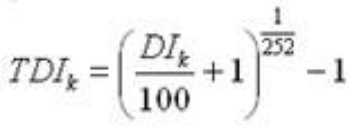 TDI_k = (DI_k/100 + 1)^(1/252) − 1